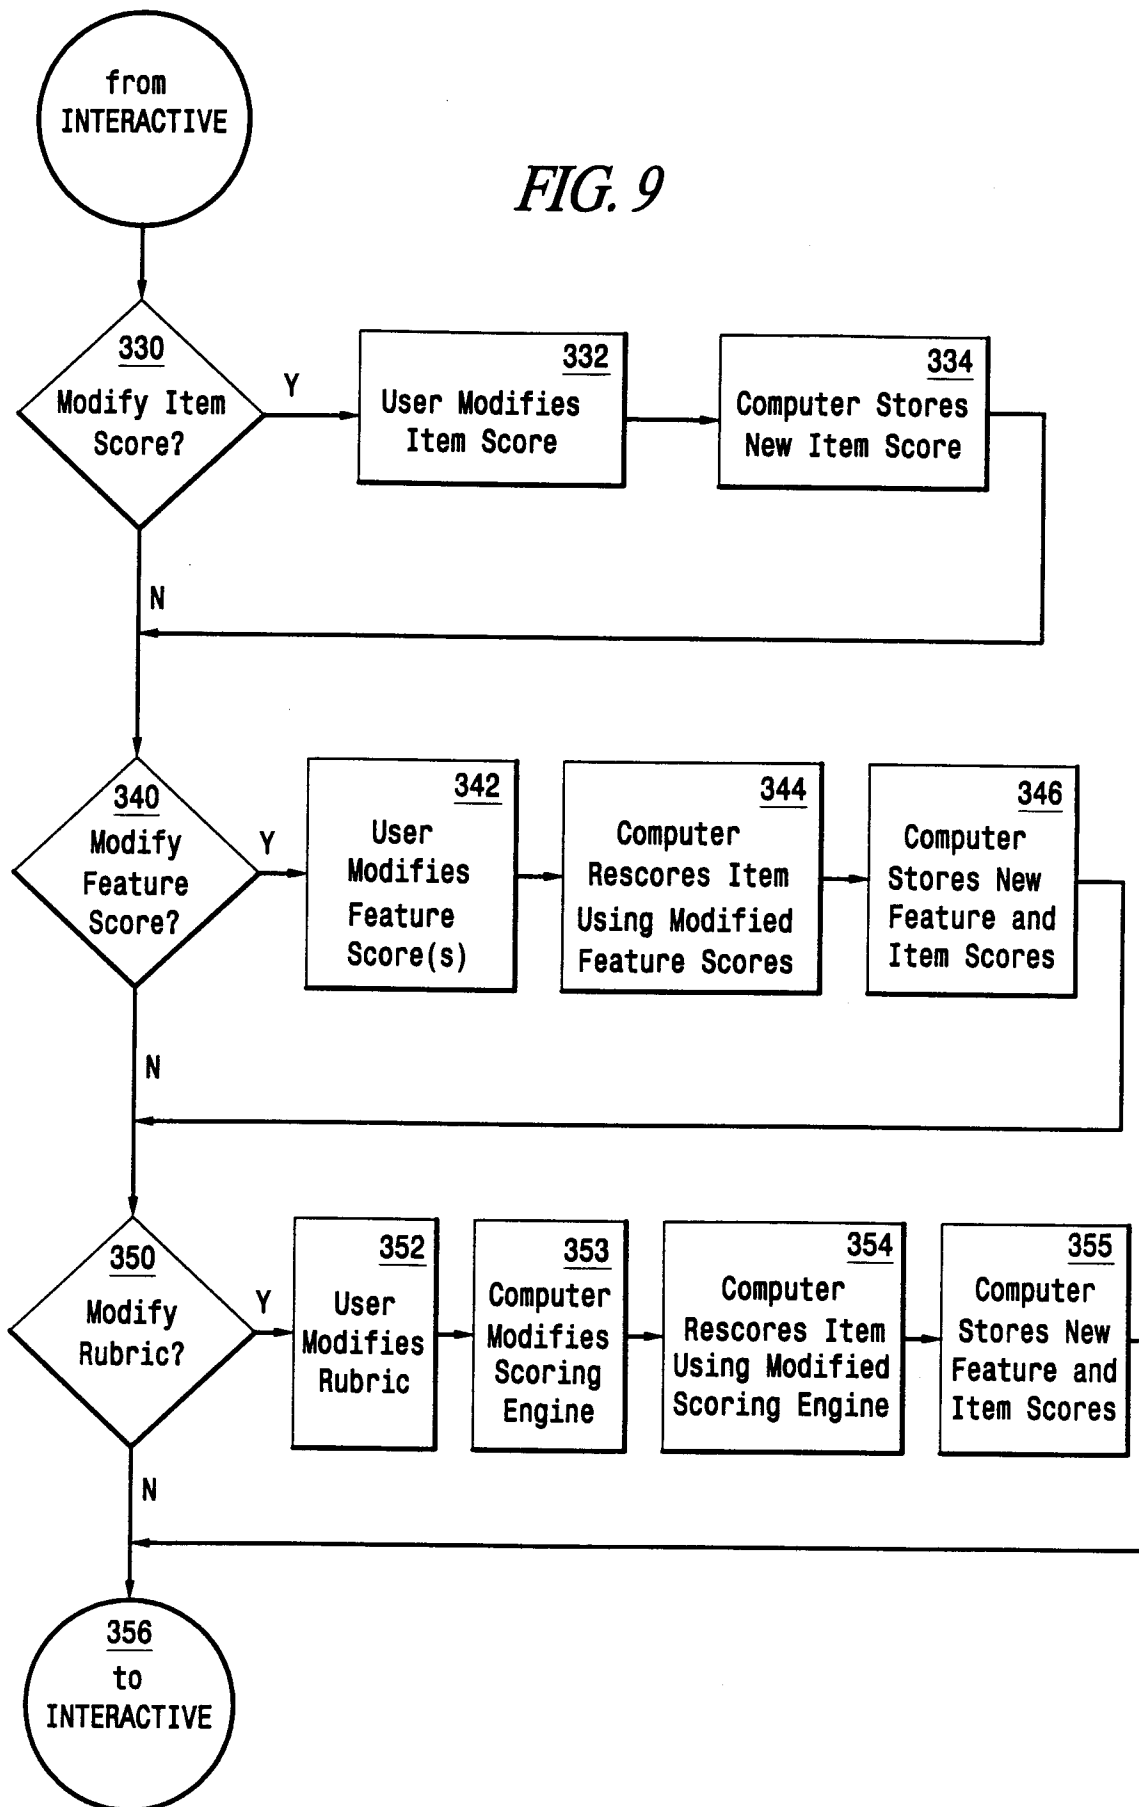 from
INTERACTIVE
FIG. 9
330
Modify Item
Score?
Y
332
User Modifies
Item Score
334
Computer Stores
New Item Score
N
340
Modify
Feature
Score?
Y
342
User
Modifies
Feature
Score(s)
344
Computer
Rescores Item
Using Modified
Feature Scores
346
Computer
Stores New
Feature and
Item Scores
N
350
Modify
Rubric?
Y
352
User
Modifies
Rubric
353
Computer
Modifies
Scoring
Engine
354
Computer
Rescores Item
Using Modified
Scoring Engine
355
Computer
Stores New
Feature and
Item Scores
N
356
to
INTERACTIVE